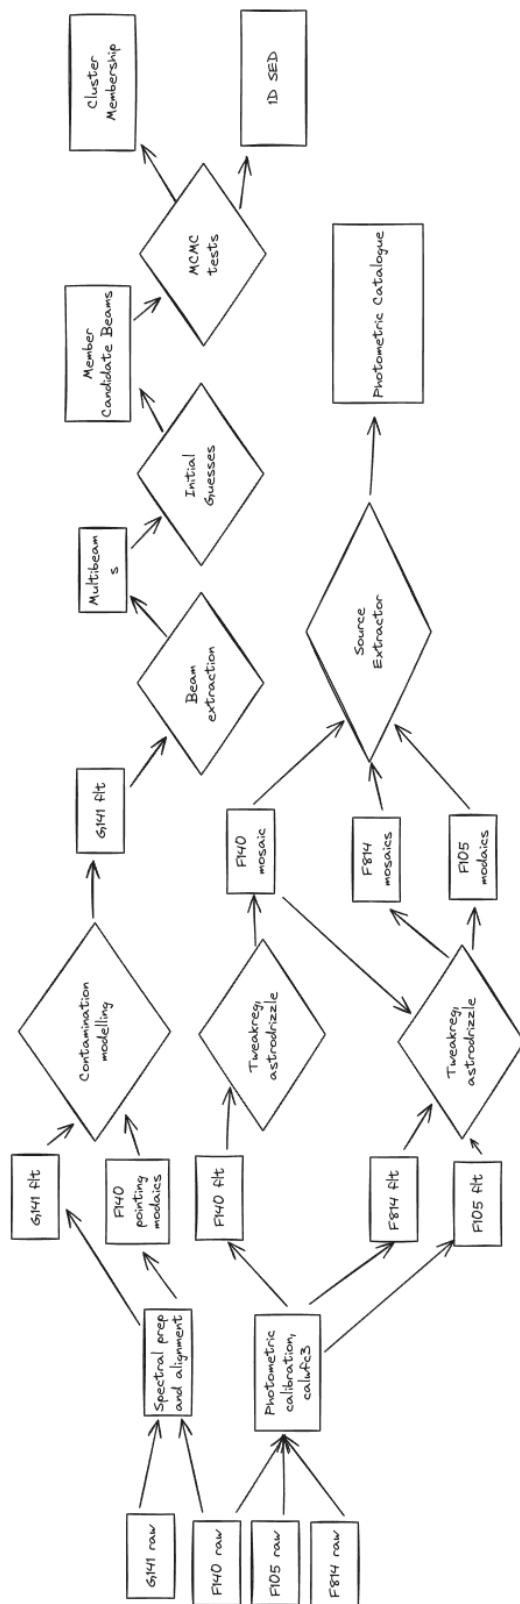 G141 raw
F140 raw
F105 raw
F814 raw
Spectral prep
and alignment
Photometric
calibration,
calwfc3
G141 flt
F140
pointing
modaics
F140 flt
F814 flt
F105 flt
Contamination
modelling
Tweakreg,
astrodrizzle
Tweakreg,
astrodrizzle
G141 flt
F140
mosaic
F814
mosaics
F105
modaics
Beam
extraction
Source
Extractor
Multibeam
s
Initial
Guesses
Member
Candidate Beams
Photometric Catalogue
MCMC
tests
Cluster
Membership
1D SED